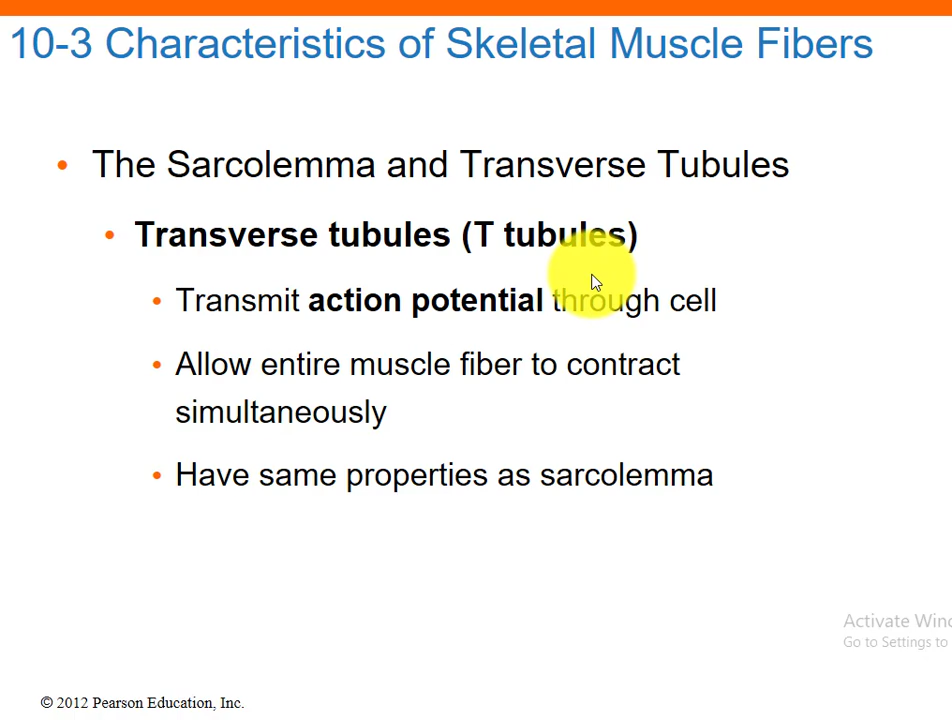 10-3 Characteristics of Skeletal Muscle Fibers
• The Sarcolemma and Transverse Tubules
• Transverse tubules (T tubules)
• Transmit action potential through cell
• Allow entire muscle fiber to contract
simultaneously
• Have same properties as sarcolemma
Activate
Go to Settings to
© 2012 Pearson Education, Inc.